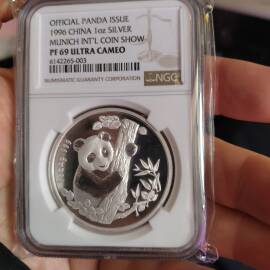 OFFICIAL PANDA ISSUE
1996 CHINA 1oz SILVER
MUNICH INT'L COIN SHOW
PF 69 ULTRA CAMEO
6142265-003
NUMISMATIC GUARANTY CORPORATION
NGC